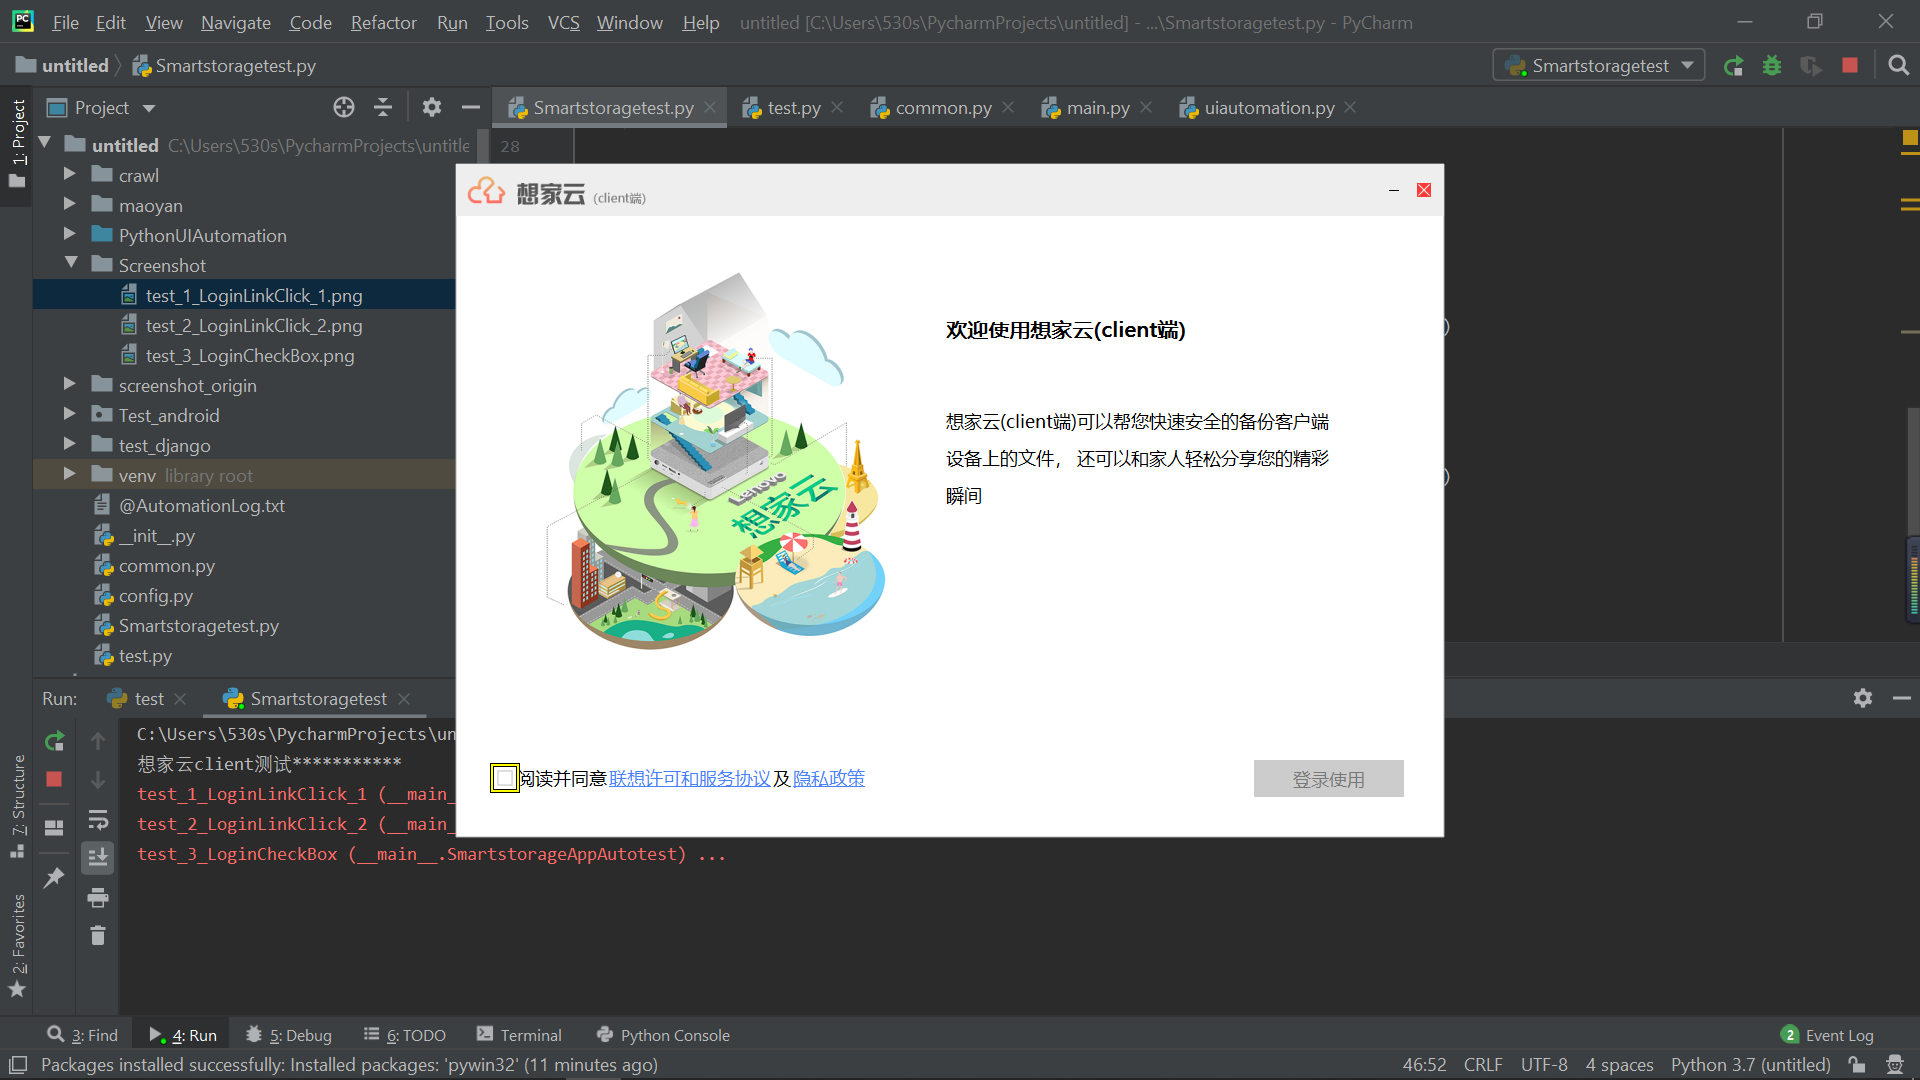 File Edit View Navigate Code Refactor Run Tools VCS Window Help untitled [C:\Users\530s\PycharmProjects\untitled] - ...\Smartstoragetest.py - PyCharm
untitled Smartstoragetest.py Smartstoragetest
1: Project
Project
Smartstoragetest.py test.py common.py main.py uiautomation.py
untitled C:\Users\530s\PycharmProjects\untitle
28
crawl
maoyan
PythonUIAutomation
Screenshot
test_1_LoginLinkClick_1.png
test_2_LoginLinkClick_2.png
test_3_LoginCheckBox.png
screenshot_origin
Test_android
test_django
venv library root
@AutomationLog.txt
__init__.py
common.py
config.py
Smartstoragetest.py
test.py
想家云 (client端)
欢迎使用想家云(client端)
想家云(client端)可以帮您快速安全的备份客户端
设备上的文件， 还可以和家人轻松分享您的精彩
瞬间
Lenovo
想家云
)
)
阅读并同意联想许可和服务协议及隐私政策
登录使用
Run: test Smartstoragetest
C:\Users\530s\PycharmProjects\un
想家云client测试***********
test_1_LoginLinkClick_1 (__main_
test_2_LoginLinkClick_2 (__main_
test_3_LoginCheckBox (__main__.SmartstorageAppAutotest) ...
7: Structure
2: Favorites
3: Find 4: Run 5: Debug 6: TODO Terminal Python Console 2 Event Log
Packages installed successfully: Installed packages: 'pywin32' (11 minutes ago) 46:52 CRLF UTF-8 4 spaces Python 3.7 (untitled)